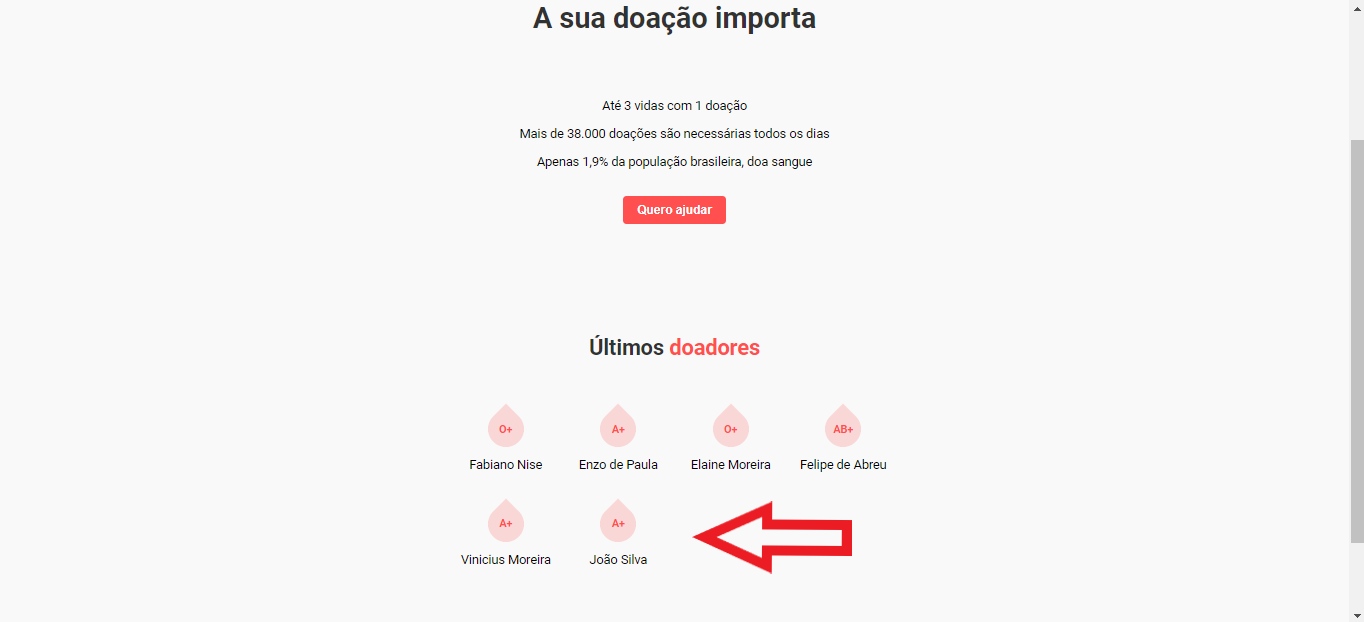 A sua doação importa
Até 3 vidas com 1 doação
Mais de 38.000 doações são necessárias todos os dias
Apenas 1,9% da população brasileira, doa sangue
Quero ajudar
Últimos doadores
O+ A+ O+ AB+
Fabiano Nise Enzo de Paula Elaine Moreira Felipe de Abreu
A+ A+
Vinicius Moreira João Silva